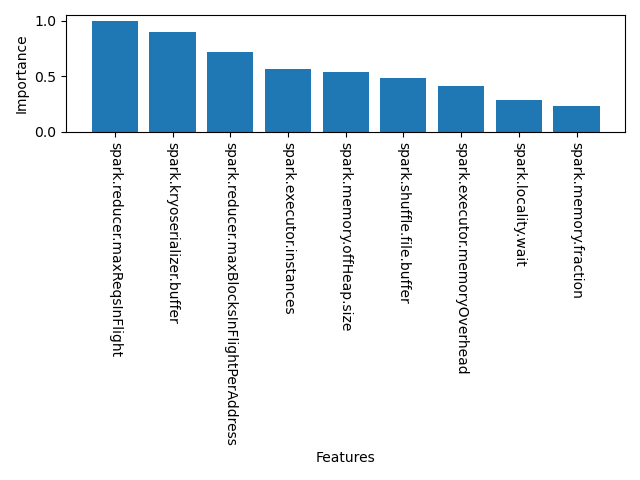 1.0
0.5
0.0
Importance
spark.reducer.maxReqsInFlight
spark.kryoserializer.buffer
spark.reducer.maxBlocksInFlightPerAddress
spark.executor.instances
spark.memory.offHeap.size
spark.shuffle.file.buffer
spark.executor.memoryOverhead
spark.locality.wait
spark.memory.fraction
Features